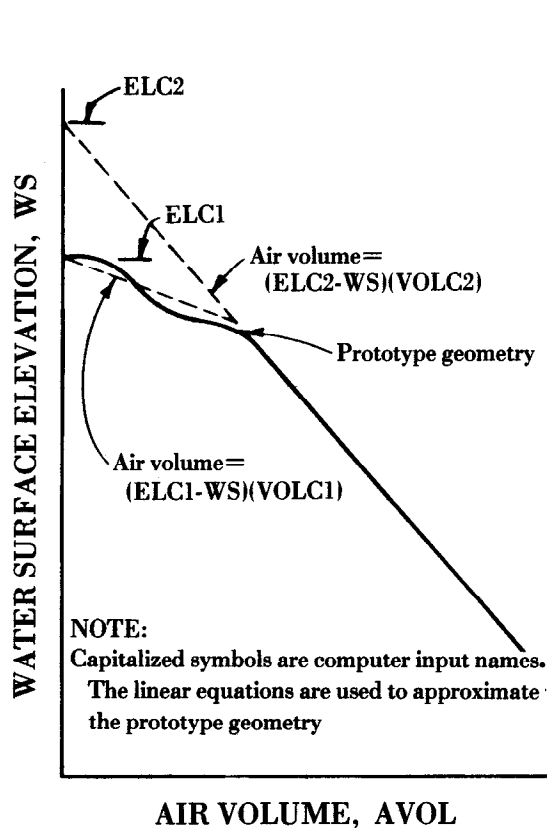 ELC2
ELC1
Air volume=
(ELC2-WS)(VOLC2)
Prototype geometry
Air volume=
(ELC1-WS)(VOLC1)
WATER SURFACE ELEVATION, WS
NOTE:
Capitalized symbols are computer input names.
The linear equations are used to approximate
the prototype geometry
AIR VOLUME, AVOL